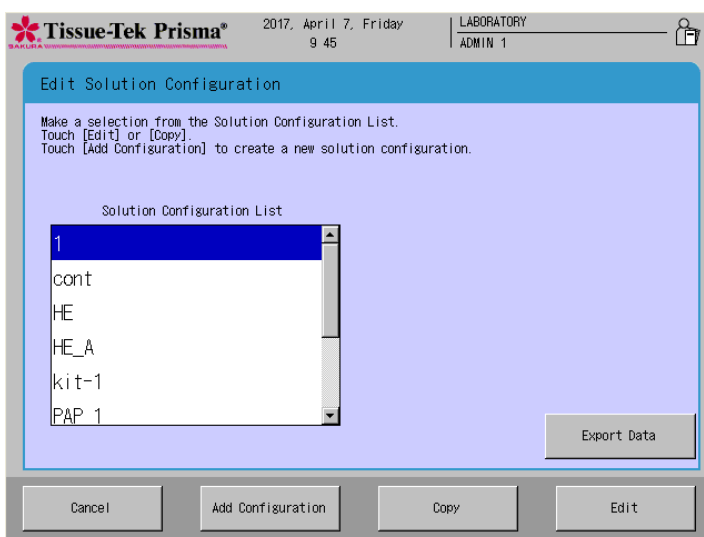 SAKURA Tissue-Tek Prisma®
2017, April 7, Friday
9 45
LABORATORY
ADMIN 1
Edit Solution Configuration
Make a selection from the Solution Configuration List.
Touch [Edit] or [Copy].
Touch [Add Configuration] to create a new solution configuration.
Solution Configuration List
1
cont
HE
HE_A
kit-1
PAP 1
Export Data
Cancel
Add Configuration
Copy
Edit